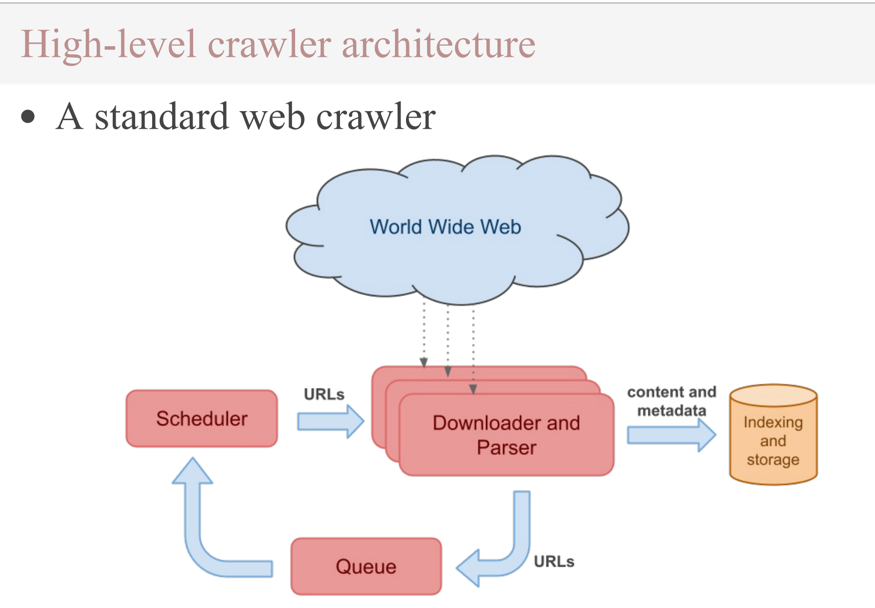 High-level crawler architecture
• A standard web crawler
World Wide Web
Scheduler
URLs
Downloader and
Parser
content and
metadata
Indexing
and
storage
Queue
URLs